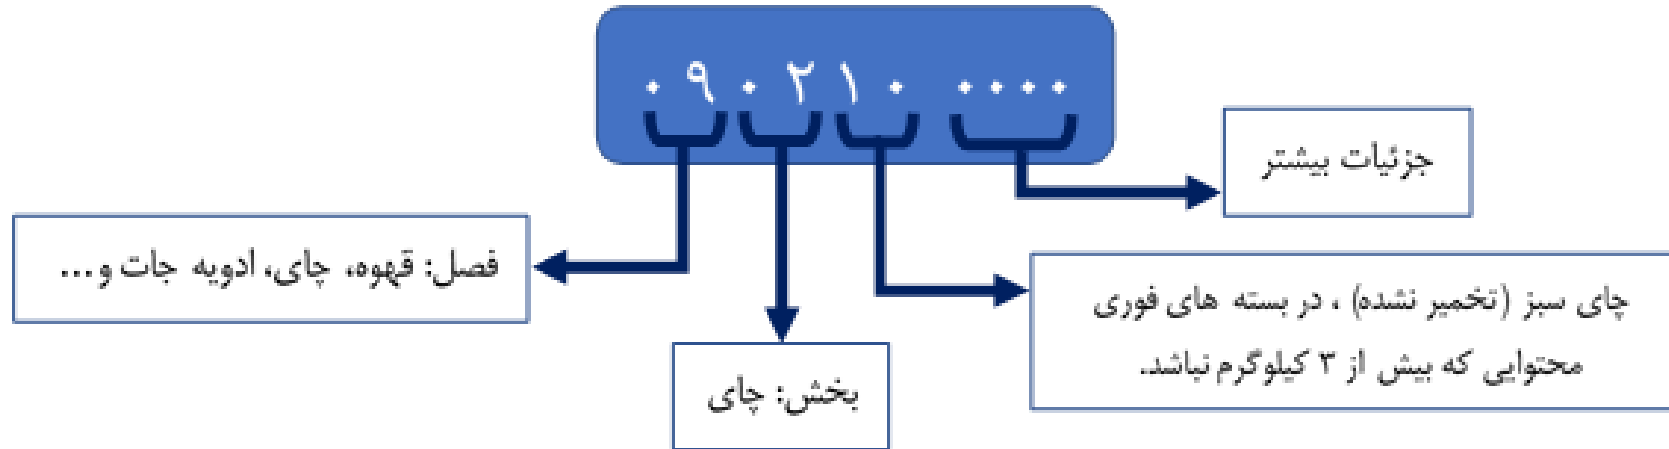 ۰۹۰۲۱۰ ۰۰۰۰
جزئیات بیشتر
فصل: قهوه، چای، ادویه جات و...
چای سبز (تخمیر نشده) ، در بسته های فوری
محتوایی که بیش از ۳ کیلوگرم نباشد.
بخش: چای